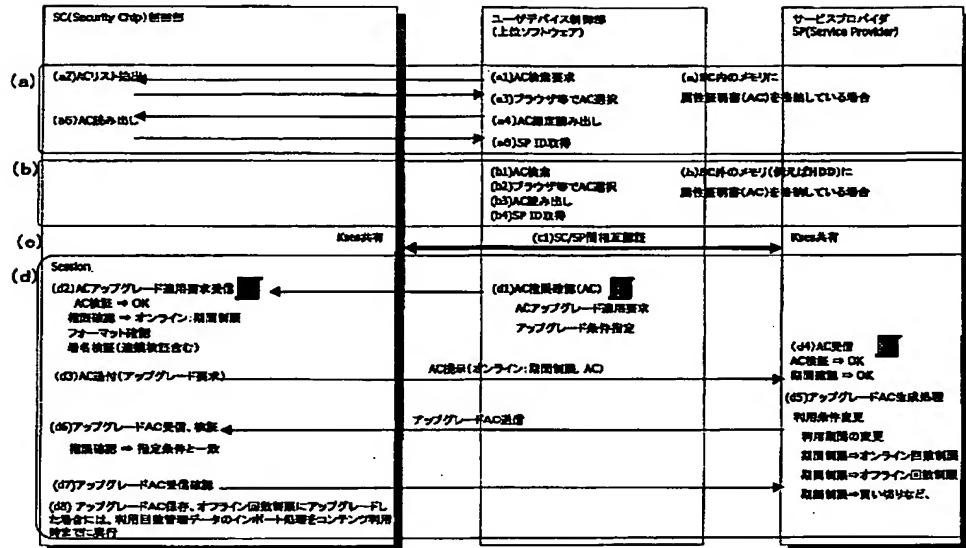 SC(Security Chip)制御部
ユーザデバイス制御部
(上位ソフトウェア)
サービスプロバイダ
SP(Service Provider)
(a)
(a2)ACリスト抽出
(a1)AC検索要求
(a)SC内のメモリに
(a3)ブラウザ等でAC選択
属性証明書(AC)を格納している場合
(a5)AC読み出し
(a4)AC指定読み出し
(a6)SP ID取得
(b)
(b1)AC検索
(b)SC外のメモリ(例えばHDD)に
(b2)ブラウザ等でAC選択
属性証明書(AC)を格納している場合
(b3)AC読み出し
(b4)SP ID取得
(c)
Kses共有
(c1)SC/SP間相互認証
Kses共有
(d)
Session
(d2)ACアップグレード適用要求受信
AC検証 ⇒ OK
権限確認 ⇒ オンライン:期間制限
フォーマット確認
署名検証(連鎖検証含む)
(d1)AC権限確認(AC)
ACアップグレード適用要求
アップグレード条件指定
(d4)AC受信
AC検証 ⇒ OK
期間確認 ⇒ OK
(d3)AC送付(アップグレード要求)
AC提示(オンライン:期間制限, AC)
(d5)アップグレードAC生成処理
利用条件変更
利用期間の変更
期間制限⇒オンライン回数制限
期間制限⇒オフライン回数制限
期間制限⇒買い切りなど、
アップグレードAC送信
(d6)アップグレードAC受信、検証
権限確認 ⇒ 指定条件と一致
(d7)アップグレードAC受信確認
(d8) アップグレードAC保存、オフライン回数制限にアップグレードし
た場合には、利用回数管理データのインポート処理をコンテンツ利用
時までに実行